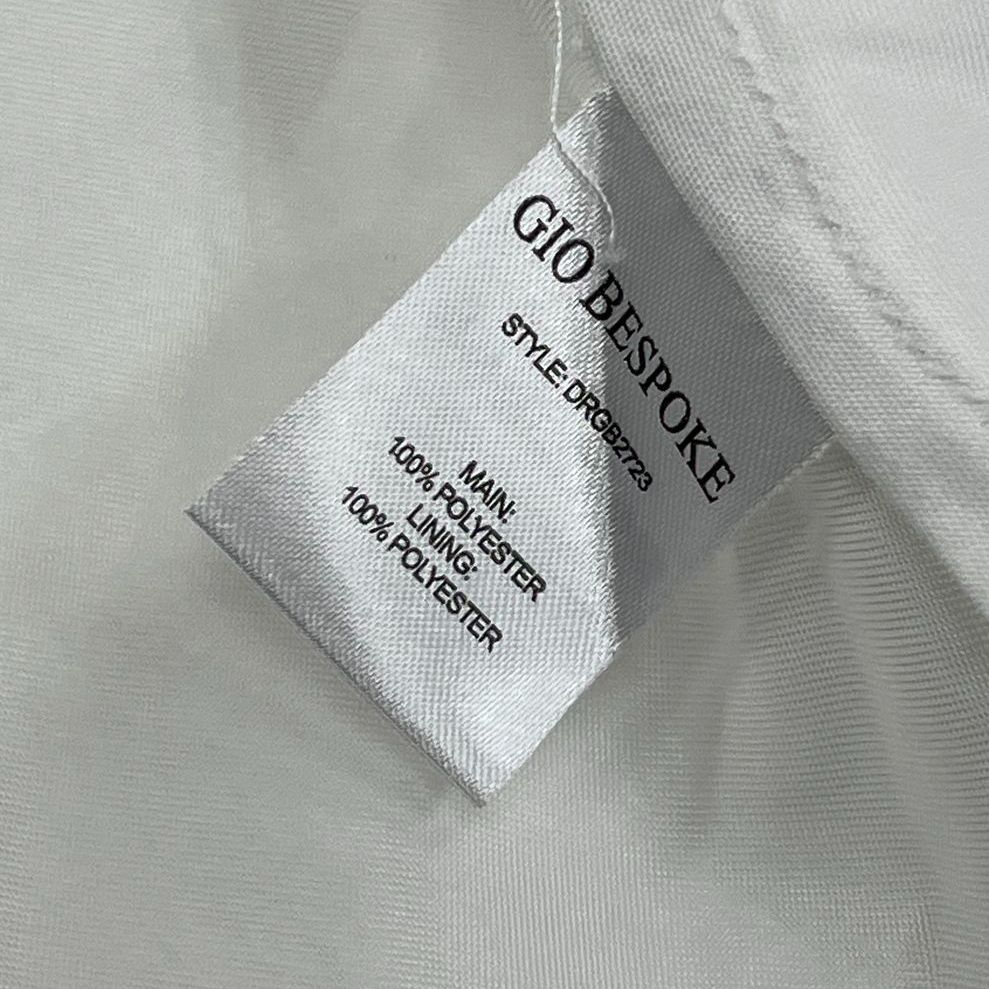 GIO BESPOKE
STYLE: DRGB2723
MAIN:
100% POLYESTER
LINING:
100% POLYESTER